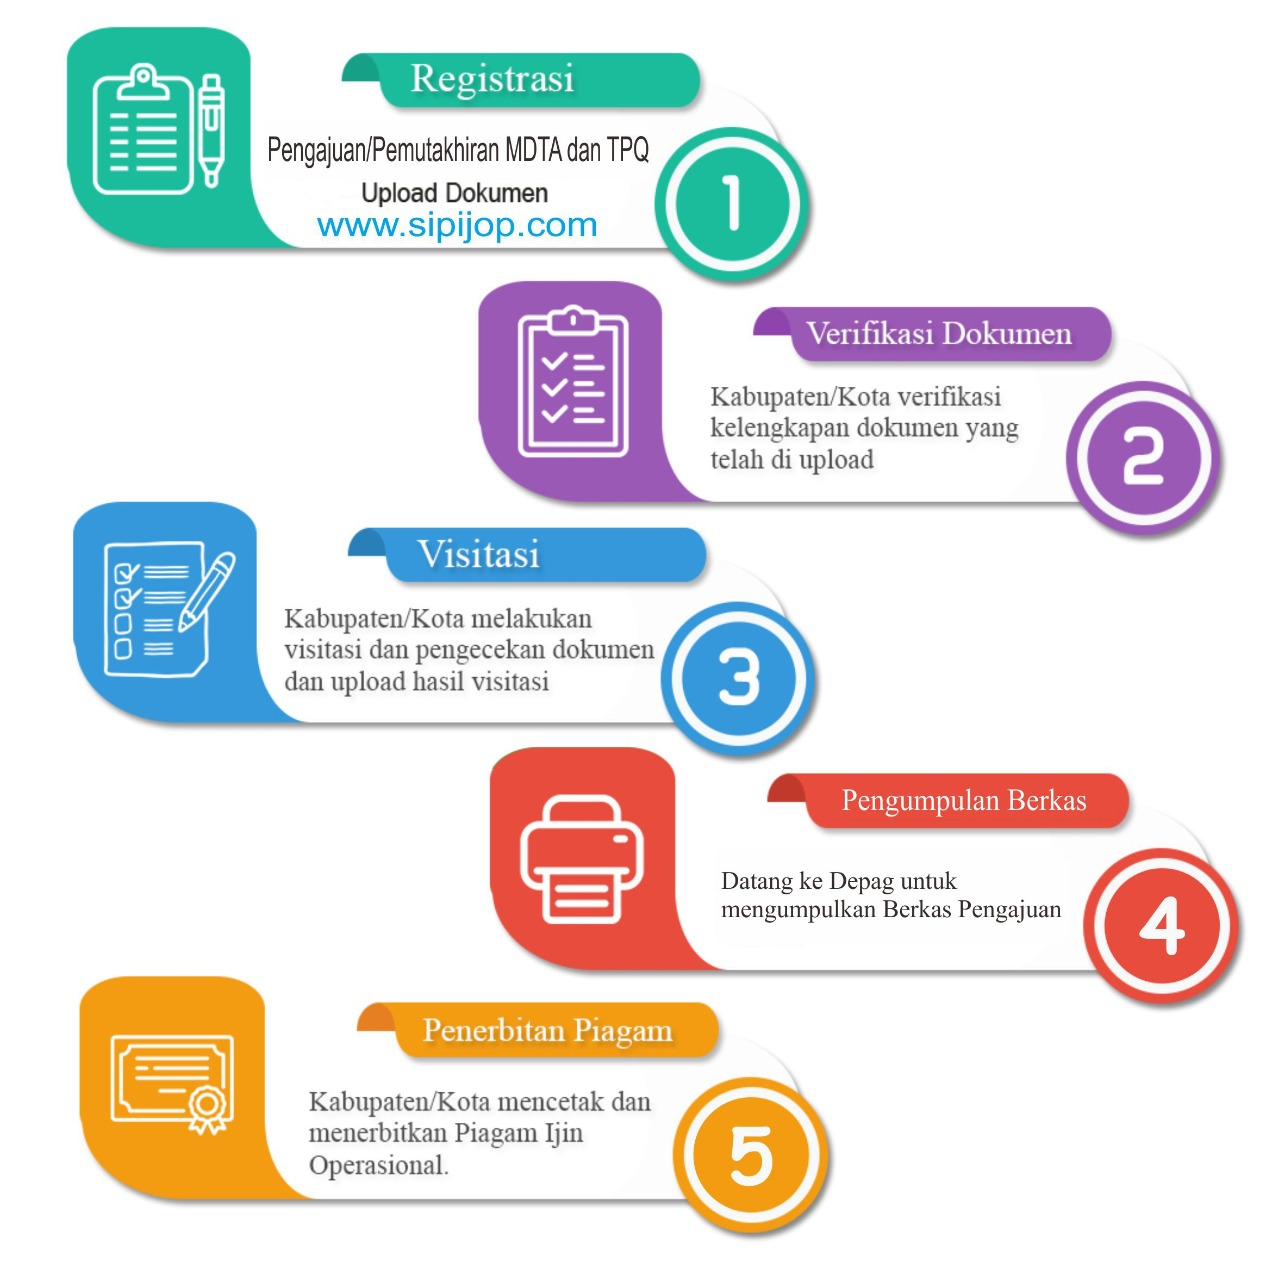 Registrasi
Pengajuan/Pemutakhiran MDTA dan TPQ
Upload Dokumen
www.sipijop.com
1
Verifikasi Dokumen
Kabupaten/Kota verifikasi
kelengkapan dokumen yang
telah di upload
2
Visitasi
Kabupaten/Kota melakukan
visitasi dan pengecekan dokumen
dan upload hasil visitasi
3
Pengumpulan Berkas
Datang ke Depag untuk
mengumpulkan Berkas Pengajuan
4
Penerbitan Piagam
Kabupaten/Kota mencetak dan
menerbitkan Piagam Ijin
Operasional.
5